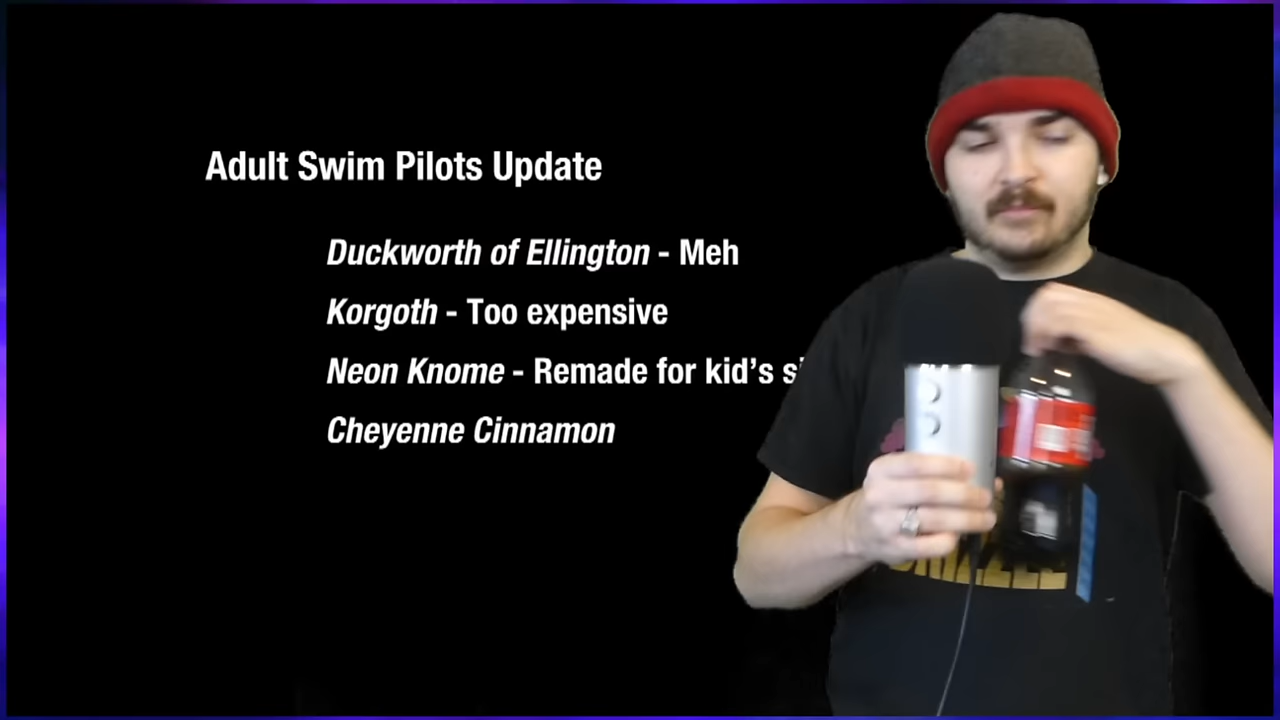 Adult Swim Pilots Update
Duckworth of Ellington - Meh
Korgoth - Too expensive
Neon Knome - Remade for kid's
Cheyenne Cinnamon